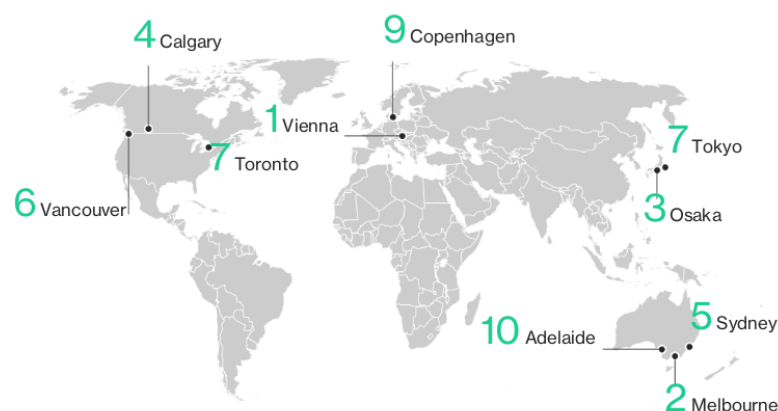 4 Calgary
9 Copenhagen
1 Vienna
7 Toronto
7 Tokyo
6 Vancouver
3 Osaka
5 Sydney
10 Adelaide
2 Melbourne